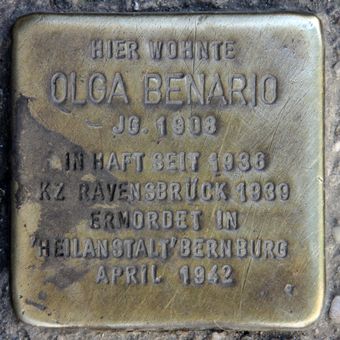 HIER WOHNTE
OLGA BENARIO
JG. 1908
IN HAFT SEIT 1936
KZ RAVENSBRÜCK 1939
ERMORDET IN
'HEILANSTALT' BERNBURG
APRIL 1942